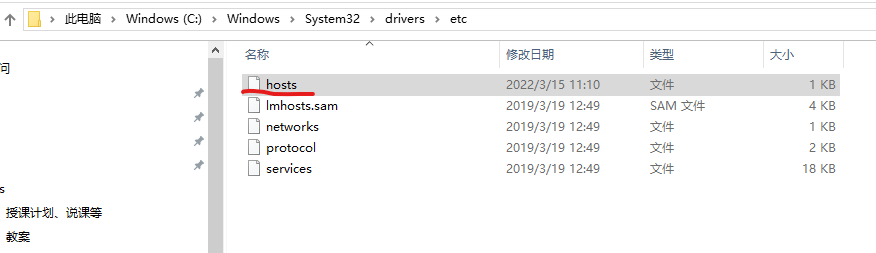 此电脑 › Windows (C:) › Windows › System32 › drivers › etc
名称 修改日期 类型 大小
问
hosts 2022/3/15 11:10 文件 1 KB
lmhosts.sam 2019/3/19 12:49 SAM 文件 4 KB
networks 2019/3/19 12:49 文件 1 KB
protocol 2019/3/19 12:49 文件 2 KB
services 2019/3/19 12:49 文件 18 KB
s
授课计划、说课等
教案